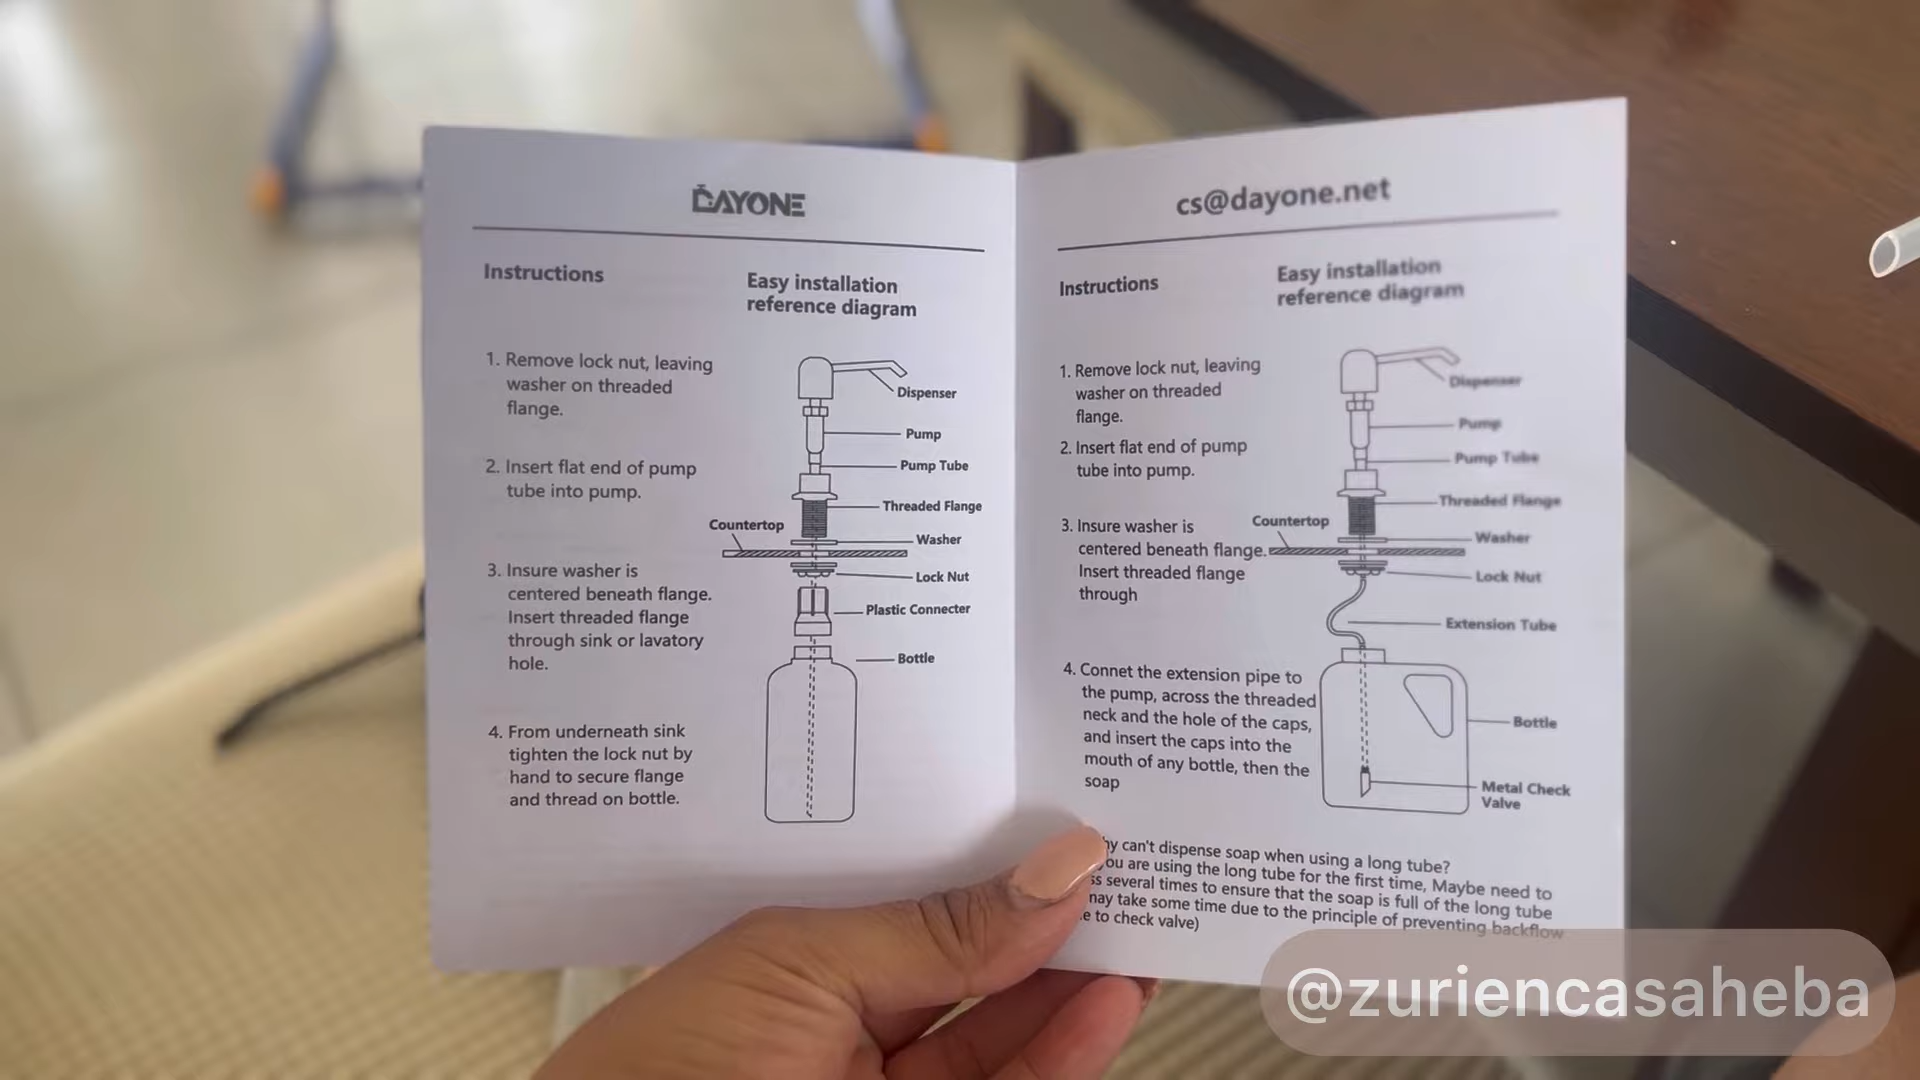 DAYONE
Instructions
Easy installation
reference diagram
1. Remove lock nut, leaving
washer on threaded
flange.
2. Insert flat end of pump
tube into pump.
3. Insure washer is
centered beneath flange.
Insert threaded flange
through sink or lavatory
hole.
4. From underneath sink
tighten the lock nut by
hand to secure flange
and thread on bottle.
Dispenser
Pump
Pump Tube
Threaded Flange
Countertop
Washer
Lock Nut
Plastic Connecter
Bottle
cs@dayone.net
Instructions
Easy installation
reference diagram
1. Remove lock nut, leaving
washer on threaded
flange.
2. Insert flat end of pump
tube into pump.
3. Insure washer is
centered beneath flange.
Insert threaded flange
through
4. Connet the extension pipe to
the pump, across the threaded
neck and the hole of the caps,
and insert the caps into the
mouth of any bottle, then the
soap
Dispenser
Pump
Pump Tube
Threaded Flange
Countertop
Washer
Lock Nut
Extension Tube
Bottle
Metal Check
Valve
can't dispense soap when using a long tube?
you are using the long tube for the first time, Maybe need to
several times to ensure that the soap is full of the long tube
may take some time due to the principle of preventing backflow
to check valve)
@zuriencasaheba